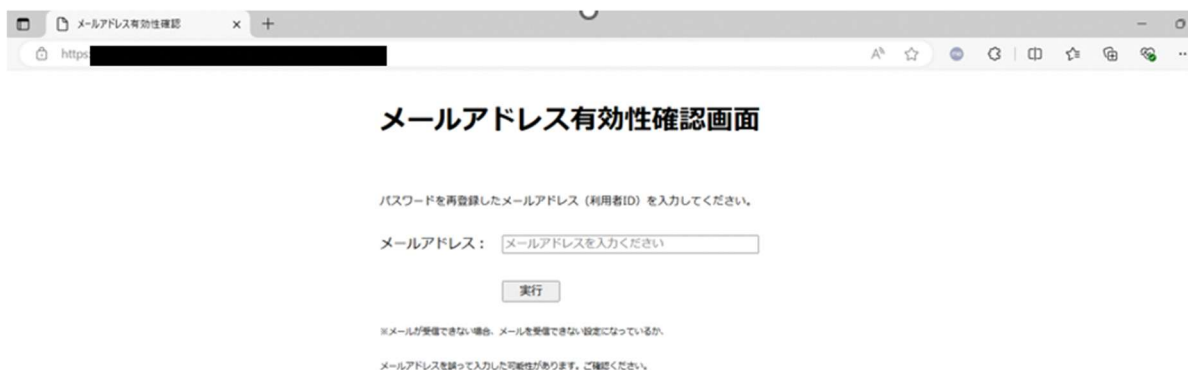 メールアドレス有効性確認
https:
メールアドレス有効性確認画面
パスワードを再登録したメールアドレス（利用者ID）を入力してください。
メールアドレス： メールアドレスを入力ください
実行
※メールが受信できない場合、メールを受信できない設定になっているか、
メールアドレスを誤って入力した可能性があります。ご確認ください。